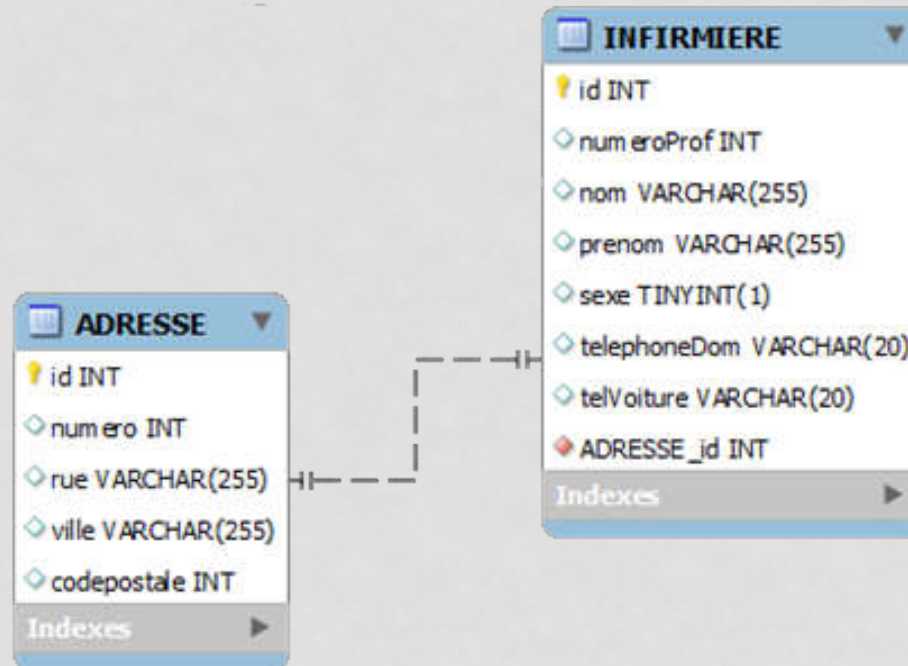 INFIRMIERE
id INT
numeroProf INT
nom VARCHAR(255)
prenom VARCHAR(255)
sexe TINYINT(1)
telephoneDom VARCHAR(20)
telVoiture VARCHAR(20)
ADRESSE_id INT
Indexes
ADRESSE
id INT
numero INT
rue VARCHAR(255)
ville VARCHAR(255)
codepostale INT
Indexes